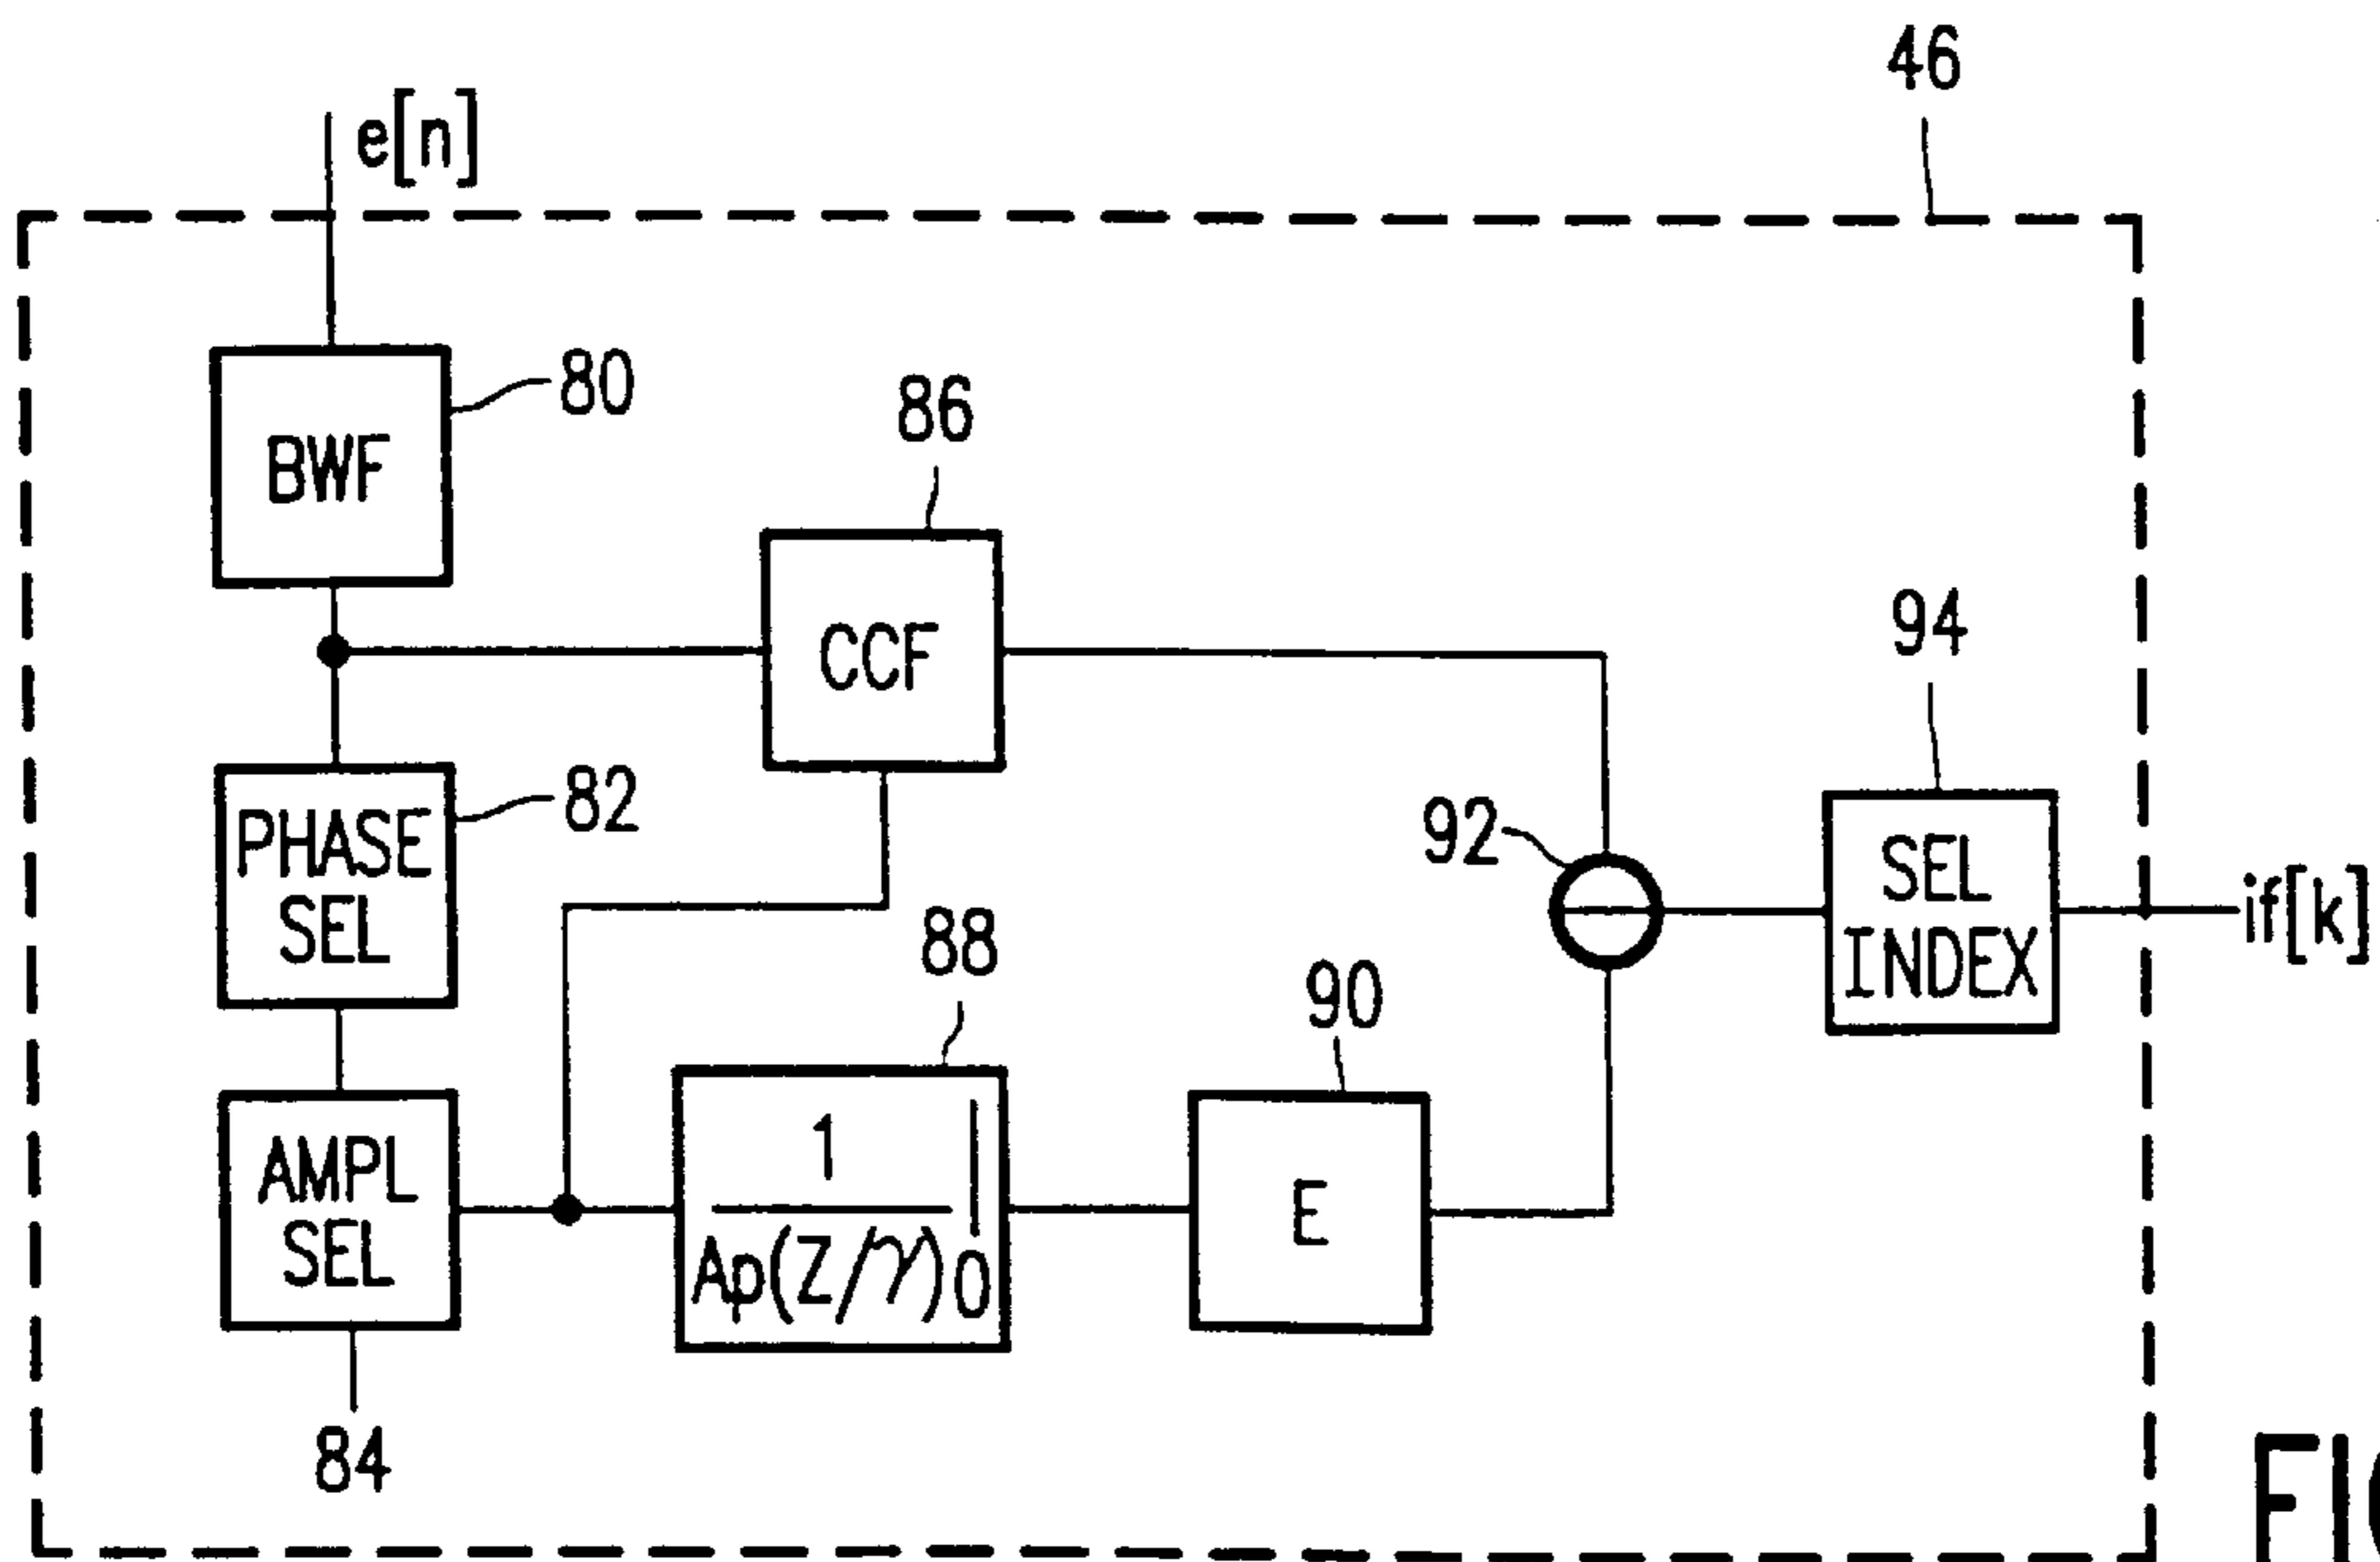 46
e[n]
80
BWF
86
CCF
94
82
PHASE
SEL
92
SEL
INDEX
if[k]
88
90
AMPL
SEL
1
Ap(Z/γ)
0
E
84